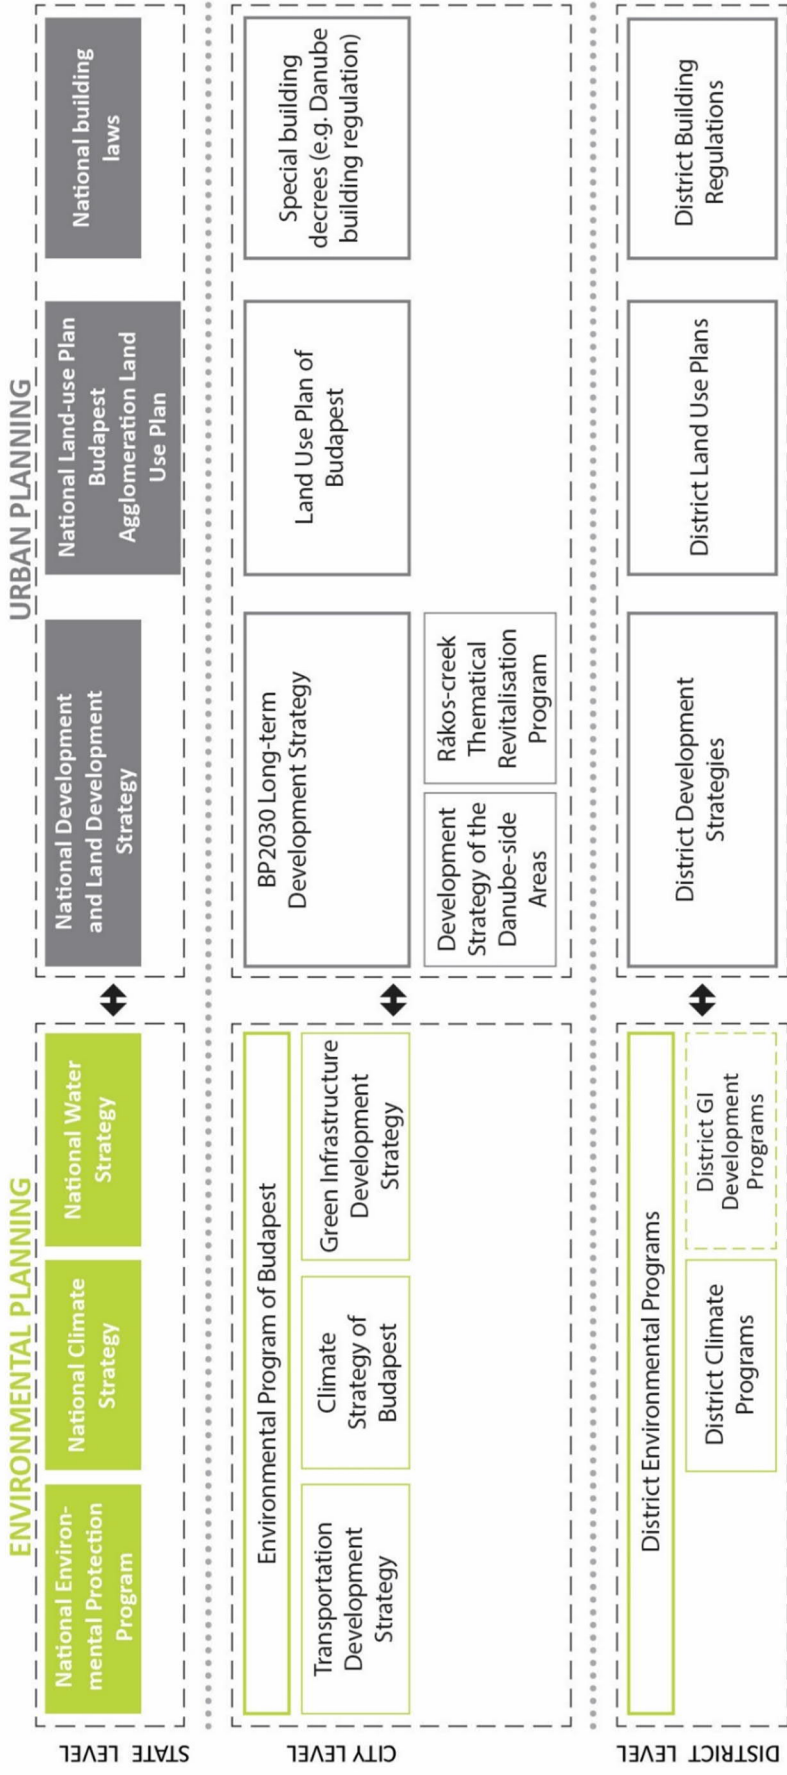 ENVIRONMENTAL PLANNING
URBAN PLANNING
STATE LEVEL
National Environ-
mental Protection
Program
National Climate
Strategy
National Water
Strategy
National Development
and Land Development
Strategy
National Land-use Plan
Budapest
Agglomeration Land
Use Plan
National building
laws
CITY LEVEL
Environmental Program of Budapest
Transportation
Development
Strategy
Climate
Strategy of
Budapest
Green Infrastructure
Development
Strategy
BP2030 Long-term
Development Strategy
Development
Strategy of the
Danube-side
Areas
Rákos-creek
Thematical
Revitalisation
Program
Land Use Plan of
Budapest
Special building
decrees (e.g. Danube
building regulation)
DISTRICT LEVEL
District Environmental Programs
District Climate
Programs
District GI
Development
Programs
District Development
Strategies
District Land Use Plans
District Building
Regulations